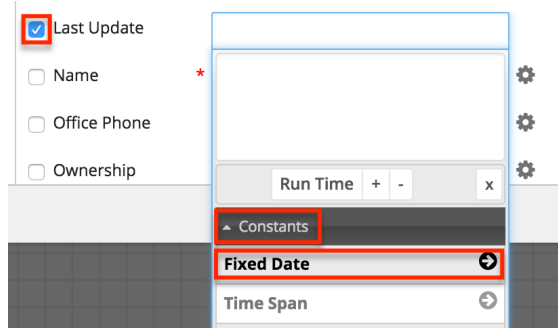 Last Update
Name *
Office Phone
Ownership
Run Time + - x
Constants
Fixed Date
Time Span